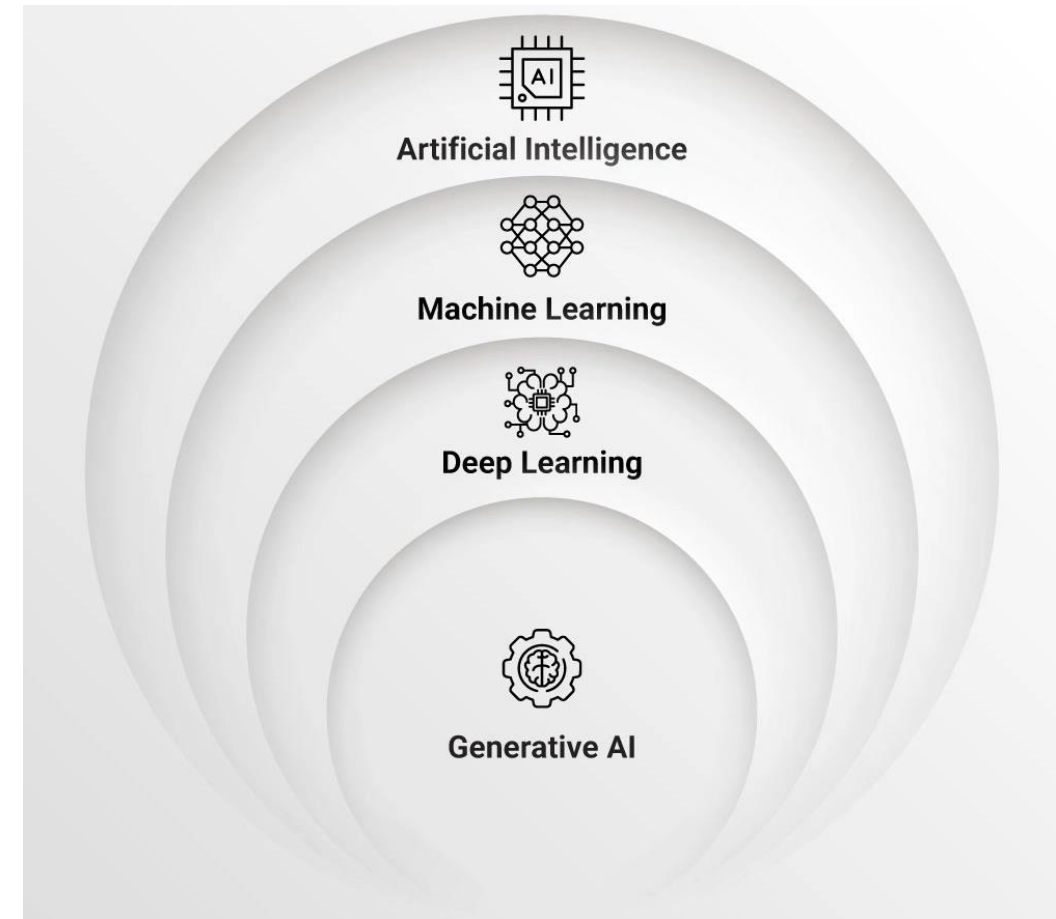 AI
Artificial Intelligence
Machine Learning
Deep Learning
Generative AI